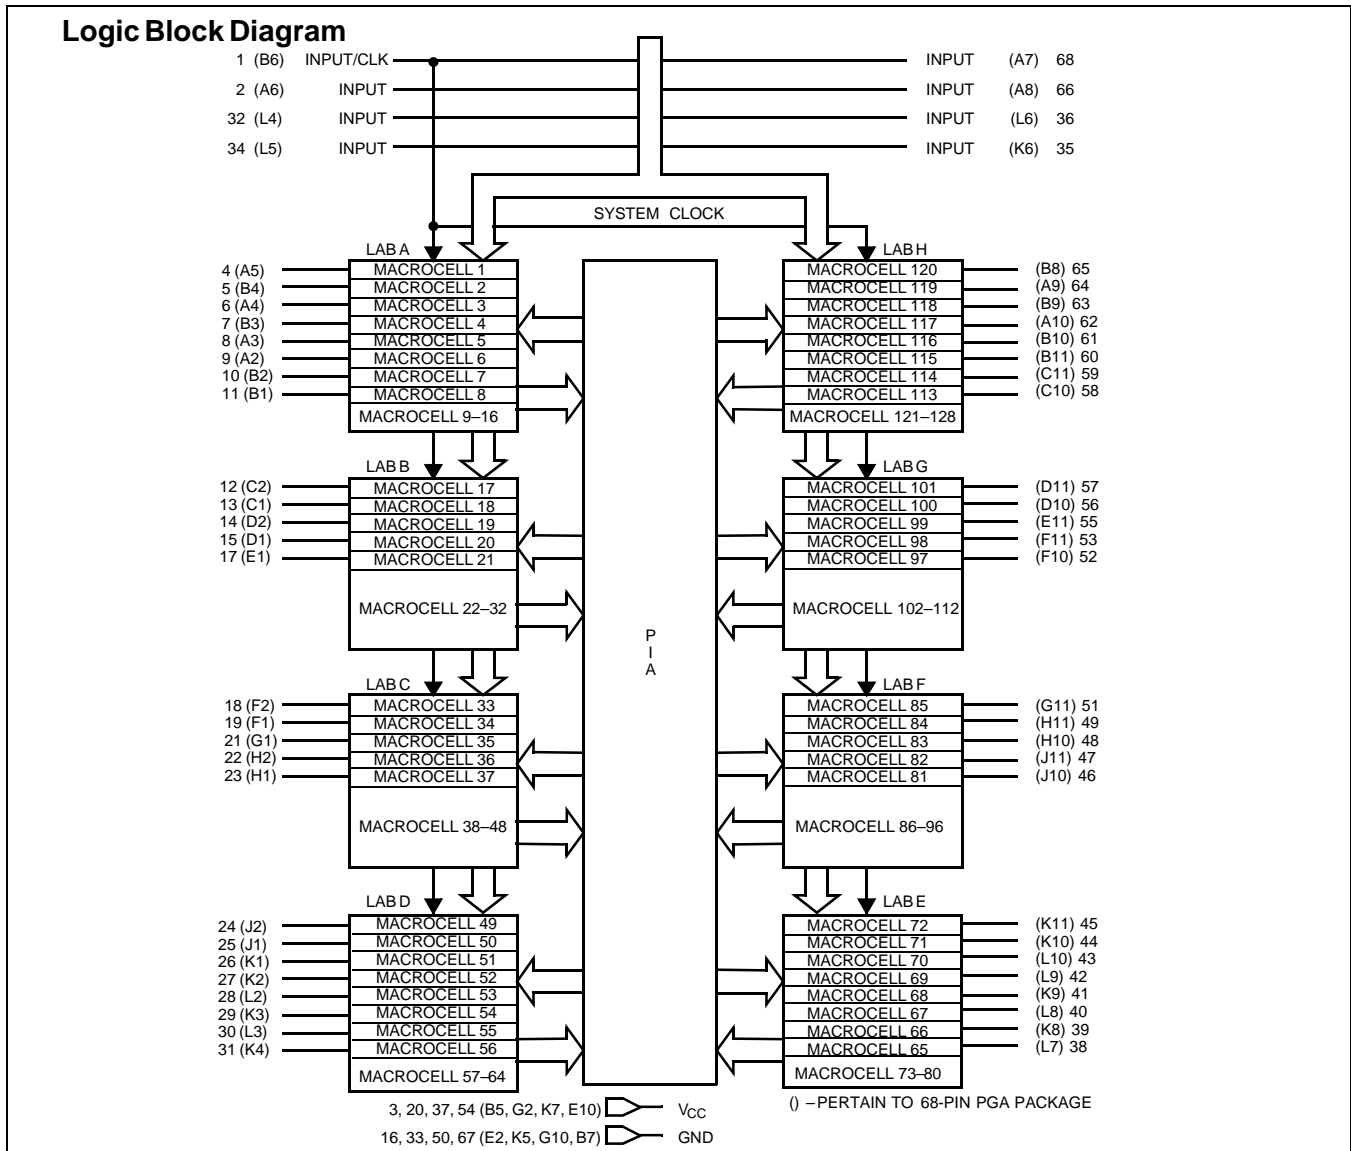 Logic Block Diagram
1 (B6) INPUT/CLK INPUT (A7) 68
2 (A6) INPUT INPUT (A8) 66
32 (L4) INPUT INPUT (L6) 36
34 (L5) INPUT INPUT (K6) 35
SYSTEM CLOCK
LAB A
4 (A5) MACROCELL 1
5 (B4) MACROCELL 2
6 (A4) MACROCELL 3
7 (B3) MACROCELL 4
8 (A3) MACROCELL 5
9 (A2) MACROCELL 6
10 (B2) MACROCELL 7
11 (B1) MACROCELL 8
MACROCELL 9–16
LAB B
12 (C2) MACROCELL 17
13 (C1) MACROCELL 18
14 (D2) MACROCELL 19
15 (D1) MACROCELL 20
17 (E1) MACROCELL 21
MACROCELL 22–32
LAB C
18 (F2) MACROCELL 33
19 (F1) MACROCELL 34
21 (G1) MACROCELL 35
22 (H2) MACROCELL 36
23 (H1) MACROCELL 37
MACROCELL 38–48
LAB D
24 (J2) MACROCELL 49
25 (J1) MACROCELL 50
26 (K1) MACROCELL 51
27 (K2) MACROCELL 52
28 (L2) MACROCELL 53
29 (K3) MACROCELL 54
30 (L3) MACROCELL 55
31 (K4) MACROCELL 56
MACROCELL 57–64
P
I
A
LAB H
MACROCELL 120 (B8) 65
MACROCELL 119 (A9) 64
MACROCELL 118 (B9) 63
MACROCELL 117 (A10) 62
MACROCELL 116 (B10) 61
MACROCELL 115 (B11) 60
MACROCELL 114 (C11) 59
MACROCELL 113 (C10) 58
MACROCELL 121–128
LAB G
MACROCELL 101 (D11) 57
MACROCELL 100 (D10) 56
MACROCELL 99 (E11) 55
MACROCELL 98 (F11) 53
MACROCELL 97 (F10) 52
MACROCELL 102–112
LAB F
MACROCELL 85 (G11) 51
MACROCELL 84 (H11) 49
MACROCELL 83 (H10) 48
MACROCELL 82 (J11) 47
MACROCELL 81 (J10) 46
MACROCELL 86–96
LAB E
MACROCELL 72 (K11) 45
MACROCELL 71 (K10) 44
MACROCELL 70 (L10) 43
MACROCELL 69 (L9) 42
MACROCELL 68 (K9) 41
MACROCELL 67 (L8) 40
MACROCELL 66 (K8) 39
MACROCELL 65 (L7) 38
MACROCELL 73–80
3, 20, 37, 54 (B5, G2, K7, E10) VCC
16, 33, 50, 67 (E2, K5, G10, B7) GND
() – PERTAIN TO 68-PIN PGA PACKAGE